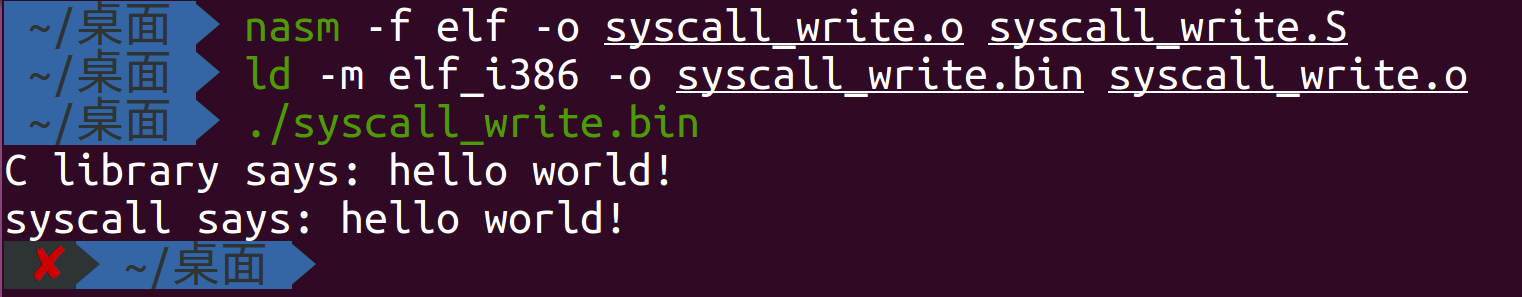 ~/桌面 nasm -f elf -o syscall_write.o syscall_write.S
~/桌面 ld -m elf_i386 -o syscall_write.bin syscall_write.o
~/桌面 ./syscall_write.bin
C library says: hello world!
syscall says: hello world!
✘ ~/桌面